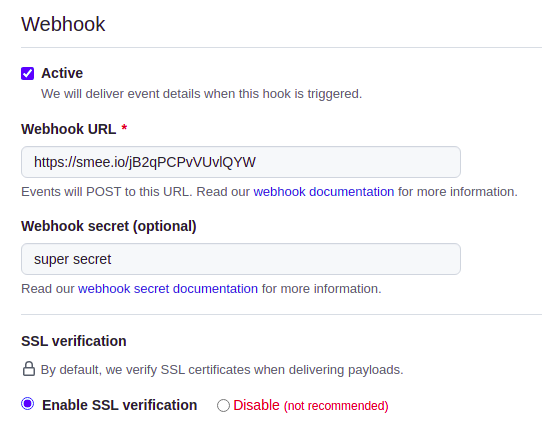 Webhook
Active
We will deliver event details when this hook is triggered.
Webhook URL *
https://smee.io/jB2qPCPvVUvlQYW
Events will POST to this URL. Read our webhook documentation for more information.
Webhook secret (optional)
super secret
Read our webhook secret documentation for more information.
SSL verification
By default, we verify SSL certificates when delivering payloads.
Enable SSL verification Disable (not recommended)